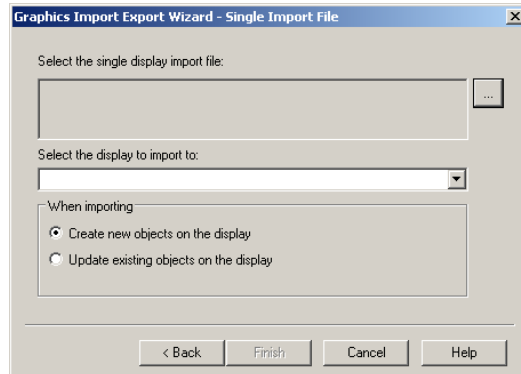 Graphics Import Export Wizard - Single Import File
Select the single display import file:
...
Select the display to import to:
When importing
Create new objects on the display
Update existing objects on the display
< Back Finish Cancel Help